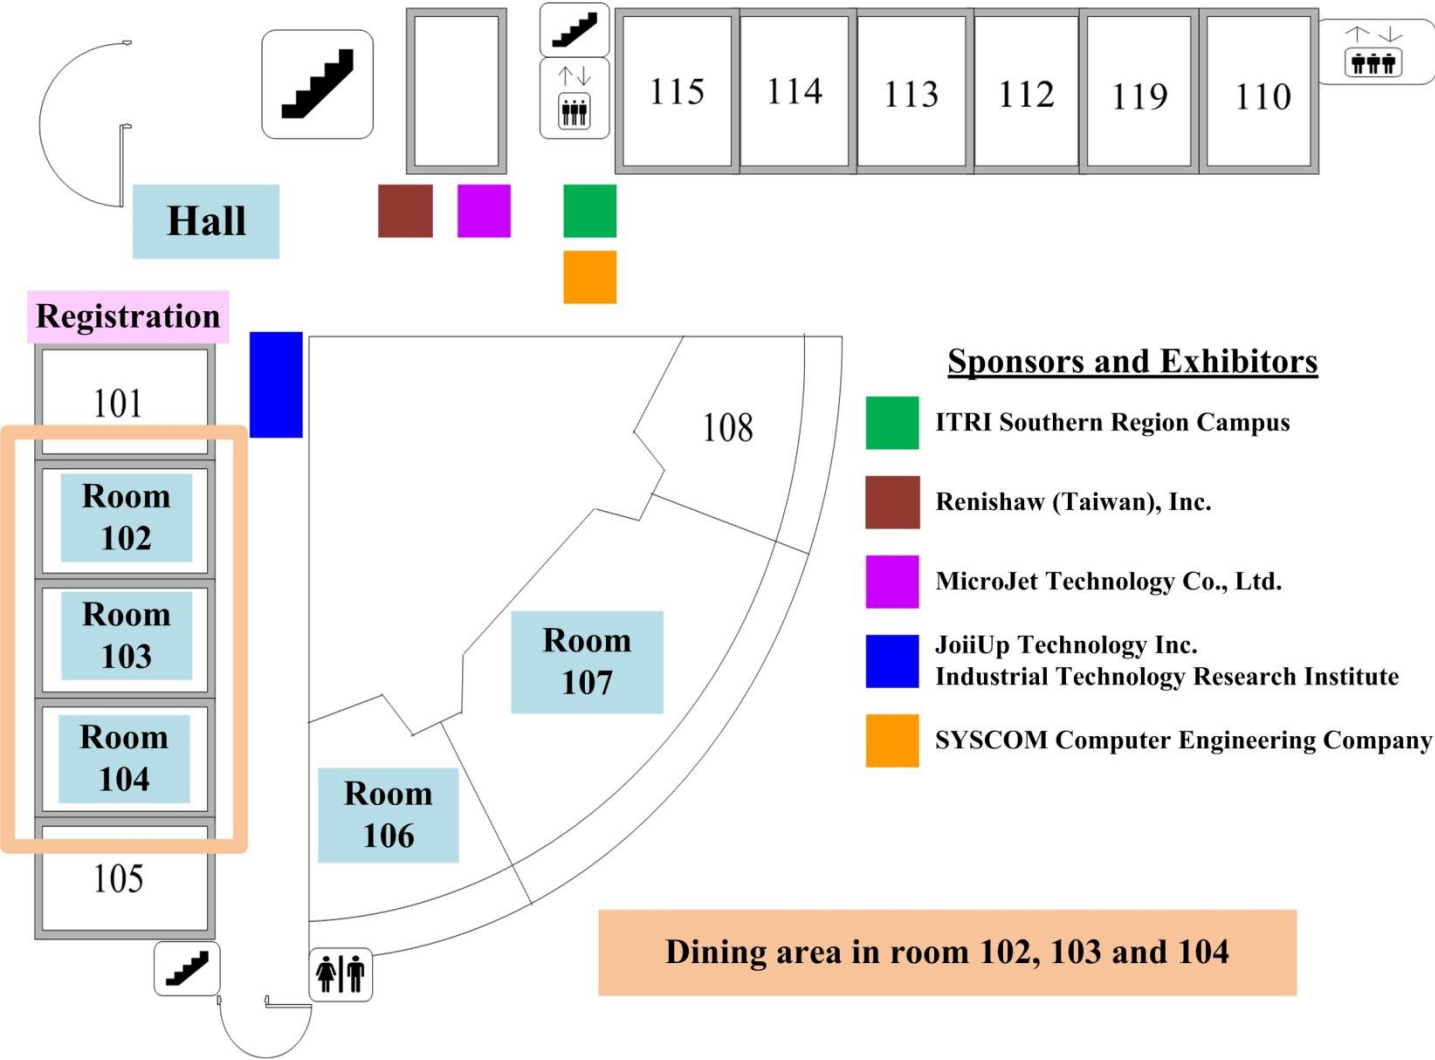 115
114
113
112
119
110
Hall
Registration
101
Room
102
Room
103
Room
104
105
108
Room
107
Room
106
Sponsors and Exhibitors
ITRI Southern Region Campus
Renishaw (Taiwan), Inc.
MicroJet Technology Co., Ltd.
JoiiUp Technology Inc.
Industrial Technology Research Institute
SYSCOM Computer Engineering Company
Dining area in room 102, 103 and 104